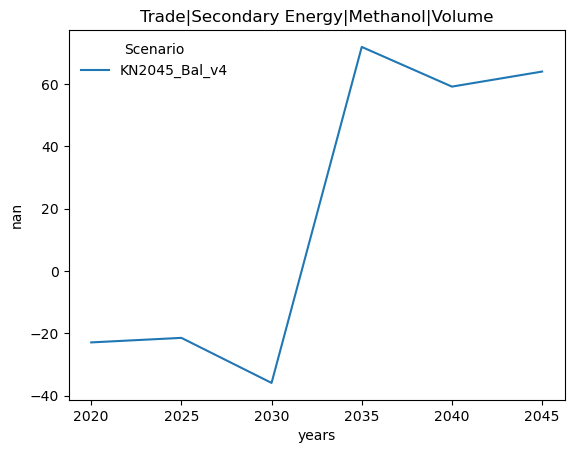 Trade|Secondary Energy|Methanol|Volume
Scenario
KN2045_Bal_v4
60
40
20
0
−20
−40
nan
2020 2025 2030 2035 2040 2045
years